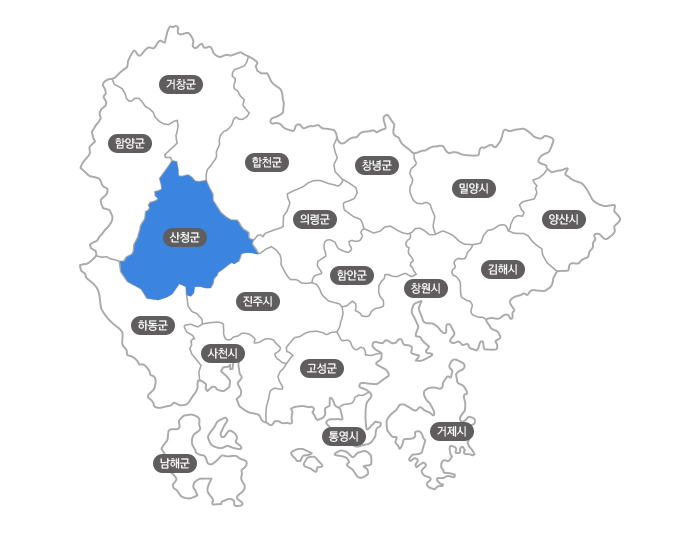 거창군
함양군
합천군
창녕군
밀양시
의령군
양산시
산청군
함안군
김해시
창원시
진주시
하동군
사천시
고성군
통영시
거제시
남해군